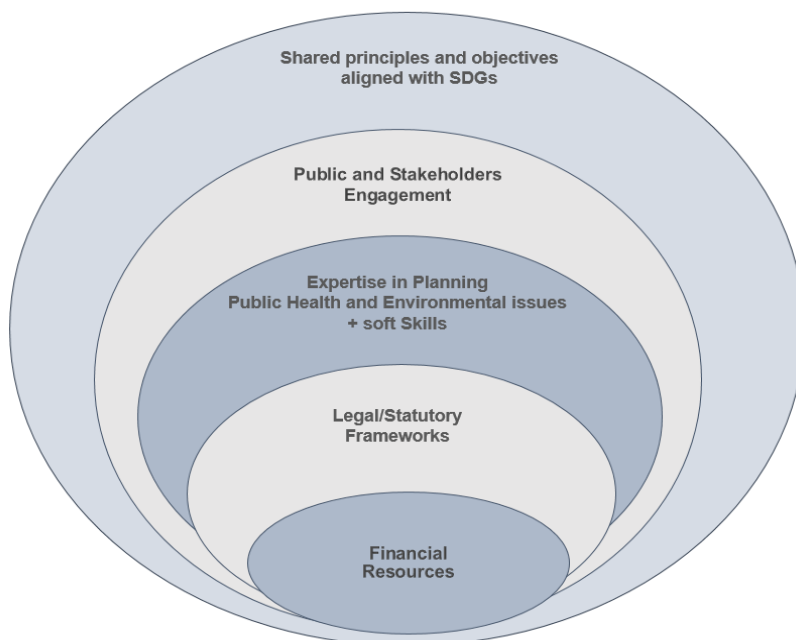 Shared principles and objectives
aligned with SDGs
Public and Stakeholders
Engagement
Expertise in Planning
Public Health and Environmental issues
+ soft Skills
Legal/Statutory
Frameworks
Financial
Resources